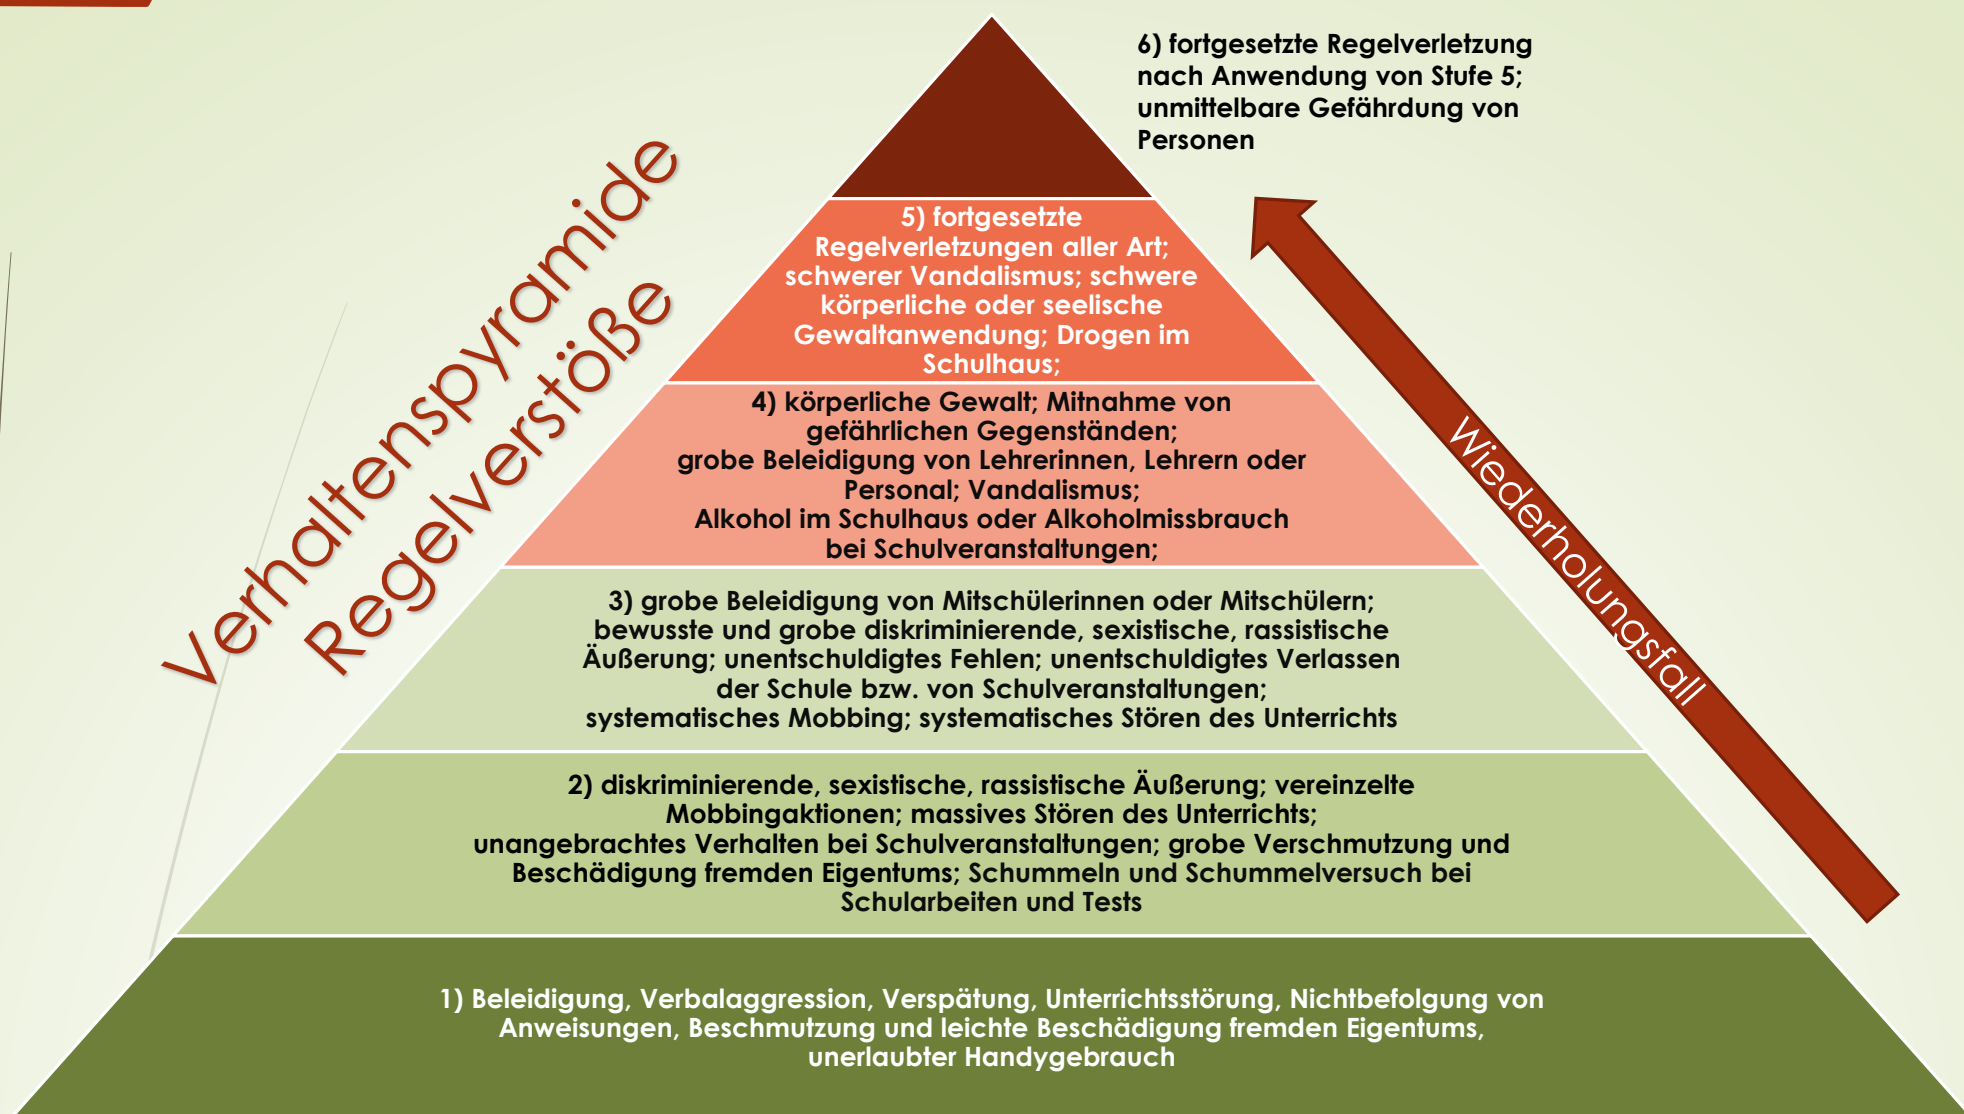 Verhaltenspyramide
Regelverstöße
6) fortgesetzte Regelverletzung
nach Anwendung von Stufe 5;
unmittelbare Gefährdung von
Personen
5) fortgesetzte
Regelverletzungen aller Art;
schwerer Vandalismus; schwere
körperliche oder seelische
Gewaltanwendung; Drogen im
Schulhaus;
4) körperliche Gewalt; Mitnahme von
gefährlichen Gegenständen;
grobe Beleidigung von Lehrerinnen, Lehrern oder
Personal; Vandalismus;
Alkohol im Schulhaus oder Alkoholmissbrauch
bei Schulveranstaltungen;
3) grobe Beleidigung von Mitschülerinnen oder Mitschülern;
bewusste und grobe diskriminierende, sexistische, rassistische
Äußerung; unentschuldigtes Fehlen; unentschuldigtes Verlassen
der Schule bzw. von Schulveranstaltungen;
systematisches Mobbing; systematisches Stören des Unterrichts
2) diskriminierende, sexistische, rassistische Äußerung; vereinzelte
Mobbingaktionen; massives Stören des Unterrichts;
unangebrachtes Verhalten bei Schulveranstaltungen; grobe Verschmutzung und
Beschädigung fremden Eigentums; Schummeln und Schummelversuch bei
Schularbeiten und Tests
1) Beleidigung, Verbalaggression, Verspätung, Unterrichtsstörung, Nichtbefolgung von
Anweisungen, Beschmutzung und leichte Beschädigung fremden Eigentums,
unerlaubter Handygebrauch
Wiederholungsfall